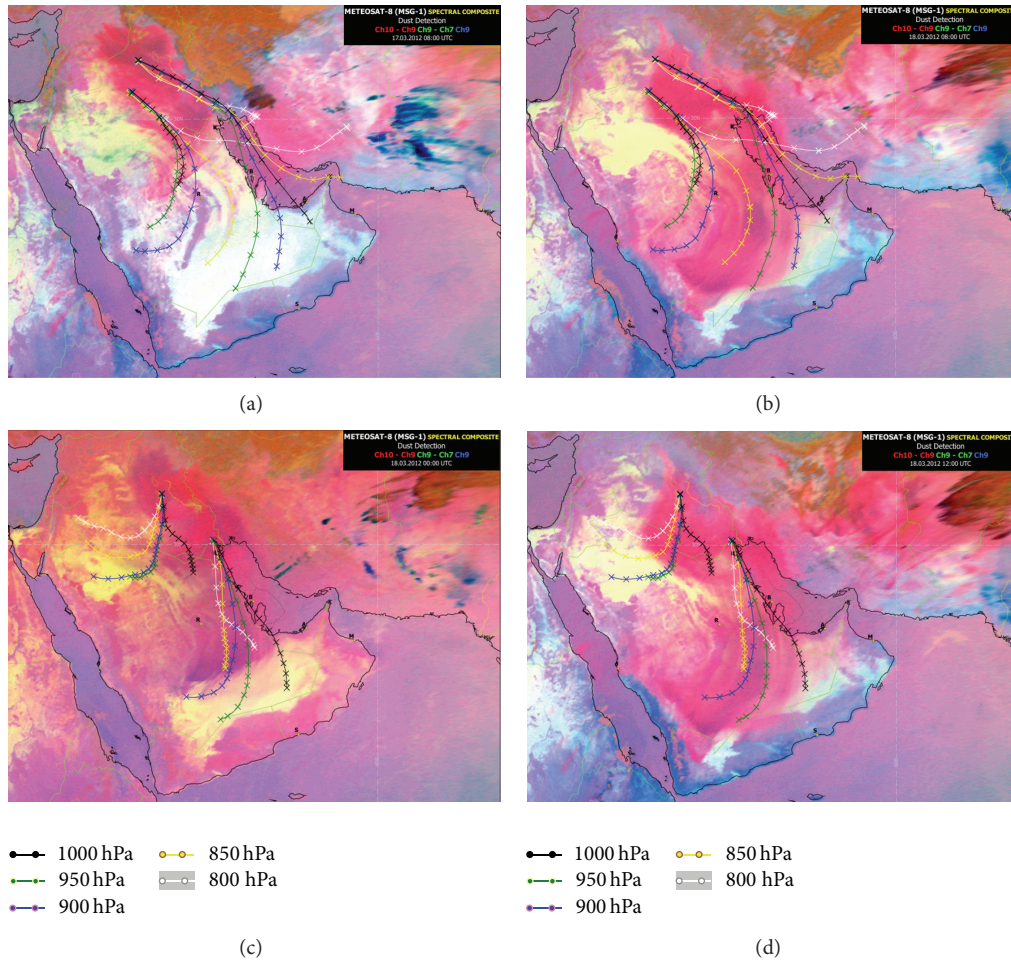 METEOSAT-8 (MSG-1) SPECTRAL COMPOSITE
Dust Detection
Ch10 - Ch9 Ch9 - Ch7 Ch9
17.03.2012 08:00 UTC
R
B
M
S
(a)
METEOSAT-8 (MSG-1) SPECTRAL COMPOSITE
Dust Detection
Ch10 - Ch9 Ch9 - Ch7 Ch9
18.03.2012 08:00 UTC
R
B
M
S
(b)
METEOSAT-8 (MSG-1) SPECTRAL COMPOSITE
Dust Detection
Ch10 - Ch9 Ch9 - Ch7 Ch9
18.03.2012 00:00 UTC
R
B
M
S
METEOSAT-8 (MSG-1) SPECTRAL COMPOSITE
Dust Detection
Ch10 - Ch9 Ch9 - Ch7 Ch9
18.03.2012 12:00 UTC
R
B
M
S
1000 hPa
850 hPa
950 hPa
800 hPa
900 hPa
(c)
1000 hPa
850 hPa
950 hPa
800 hPa
900 hPa
(d)